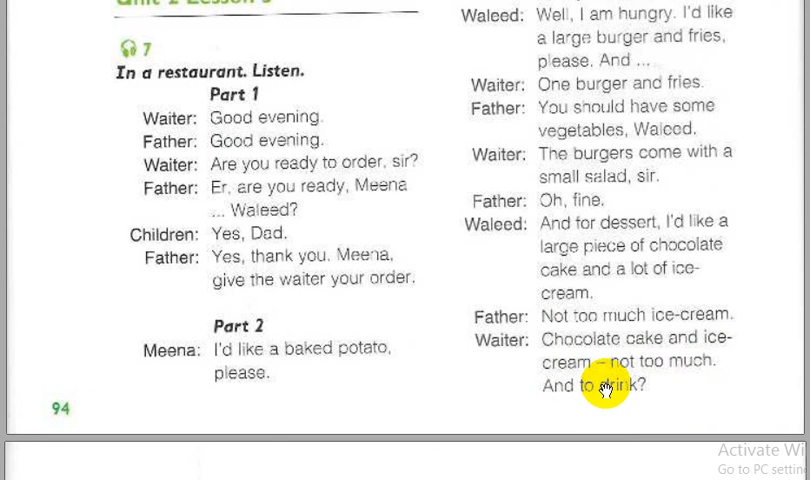 Unit 2 Lesson
7
In a restaurant. Listen.
Part 1
Waiter: Good evening.
Father: Good evening.
Waiter: Are you ready to order, sir?
Father: Er, are you ready, Meena
... Waleed?
Children: Yes, Dad.
Father: Yes, thank you. Meena,
give the waiter your order.
Part 2
Meena: I'd like a baked potato,
please.
94
Waleed: Well, I am hungry. I'd like
a large burger and fries,
please. And ...
Waiter: One burger and fries.
Father: You should have some
vegetables, Waleed.
Waiter: The burgers come with a
small salad, sir.
Father: Oh, fine.
Waleed: And for dessert, I'd like a
large piece of chocolate
cake and a lot of ice-
cream.
Father: Not too much ice-cream.
Waiter: Chocolate cake and ice-
cream – not too much.
And to drink?
Activate Wi
Go to PC settin